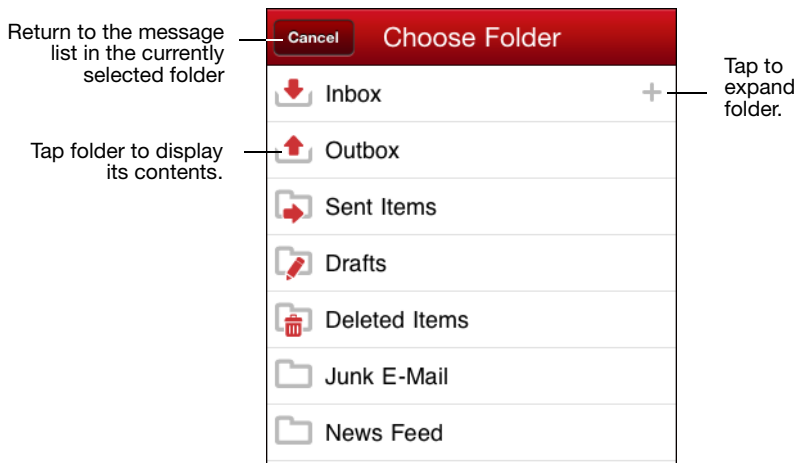 Return to the message
list in the currently
selected folder
Cancel
Choose Folder
Inbox
Tap to
expand
folder.
Tap folder to display
its contents.
Outbox
Sent Items
Drafts
Deleted Items
Junk E-Mail
News Feed